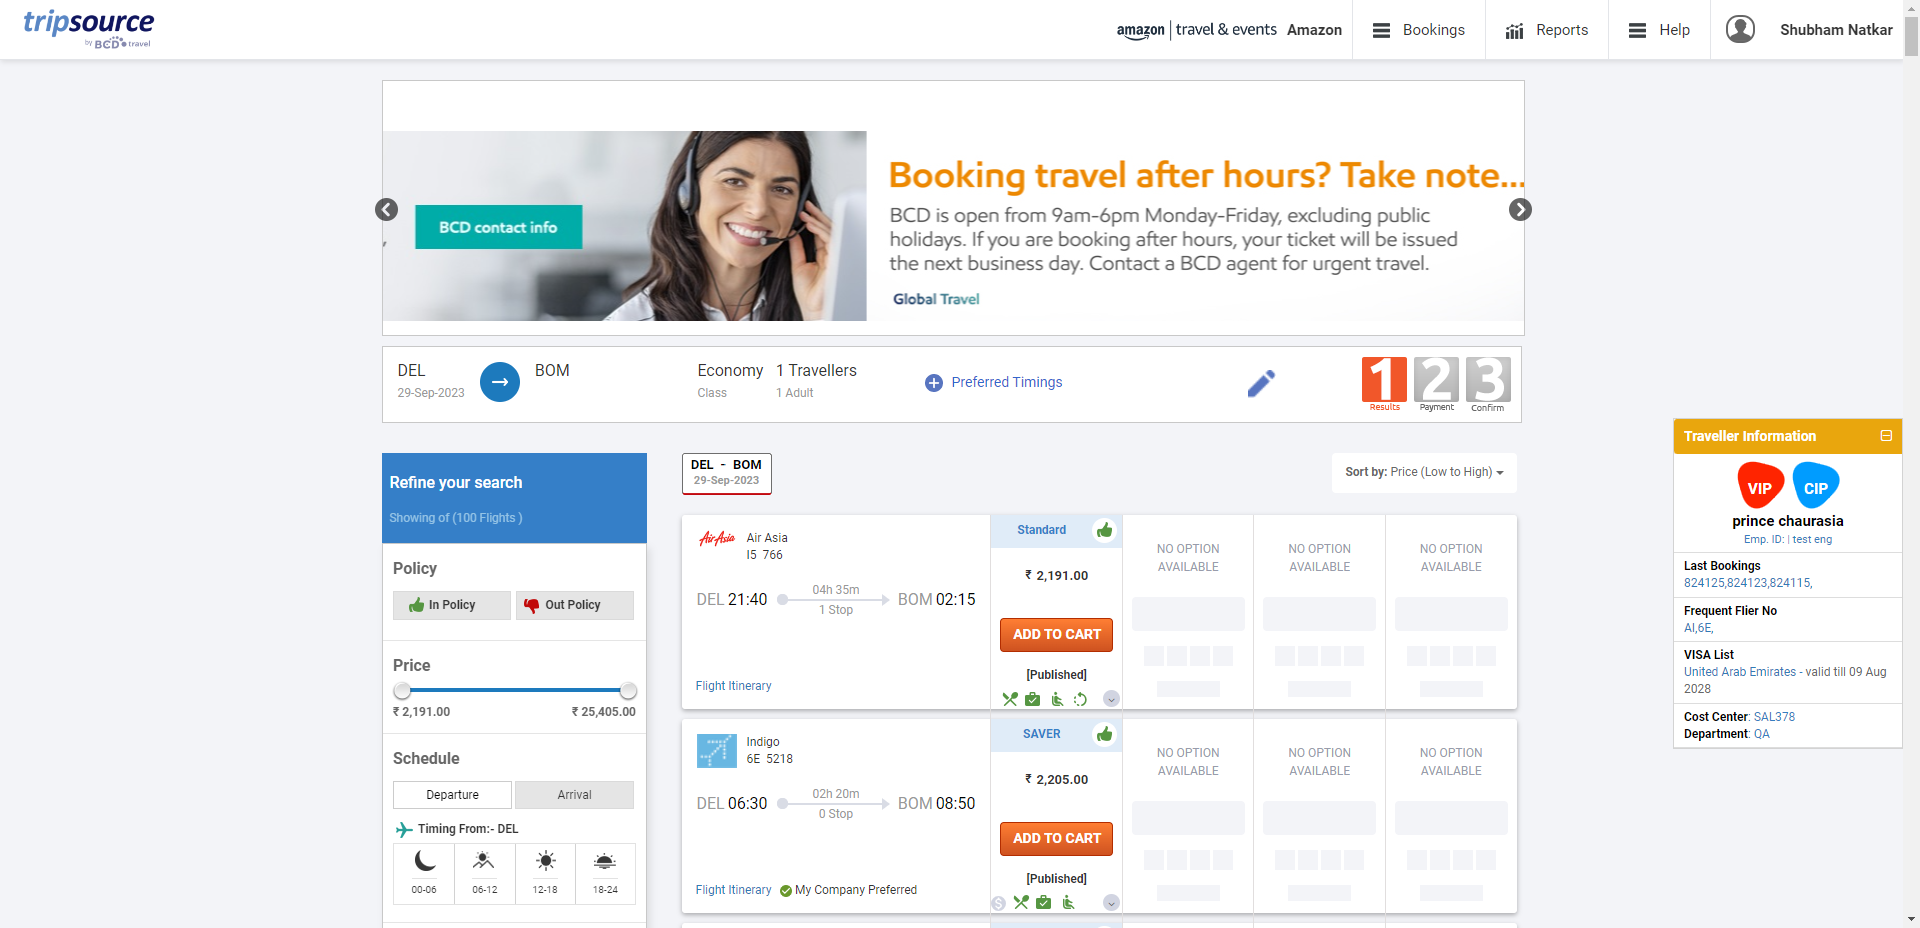 tripsource
by BCD travel
amazon travel & events
Amazon
Bookings
Reports
Help
Shubham Natkar
BCD contact info
Booking travel after hours? Take note...
BCD is open from 9am-6pm Monday-Friday, excluding public
holidays. If you are booking after hours, your ticket will be issued
the next business day. Contact a BCD agent for urgent travel.
Global Travel
DEL
29-Sep-2023
BOM
Economy
Class
1 Travellers
1 Adult
Preferred Timings
1 2 3
Results Payment Confirm
Refine your search
Showing of (100 Flights )
Policy
In Policy
Out Policy
Price
₹ 2,191.00
₹ 25,405.00
Schedule
Departure
Arrival
Timing From:- DEL
00-06
06-12
12-18
18-24
DEL - BOM
29-Sep-2023
Sort by: Price (Low to High)
AirAsia
Air Asia
I5 766
DEL 21:40
04h 35m
1 Stop
BOM 02:15
Flight Itinerary
Standard
₹ 2,191.00
ADD TO CART
[Published]
NO OPTION
AVAILABLE
NO OPTION
AVAILABLE
NO OPTION
AVAILABLE
Indigo
6E 5218
DEL 06:30
02h 20m
0 Stop
BOM 08:50
Flight Itinerary
My Company Preferred
SAVER
₹ 2,205.00
ADD TO CART
[Published]
NO OPTION
AVAILABLE
NO OPTION
AVAILABLE
NO OPTION
AVAILABLE
Traveller Information
VIP
CIP
prince chaurasia
Emp. ID: | test eng
Last Bookings
824125,824123,824115,
Frequent Flier No
AI,6E,
VISA List
United Arab Emirates - valid till 09 Aug
2028
Cost Center: SAL378
Department: QA